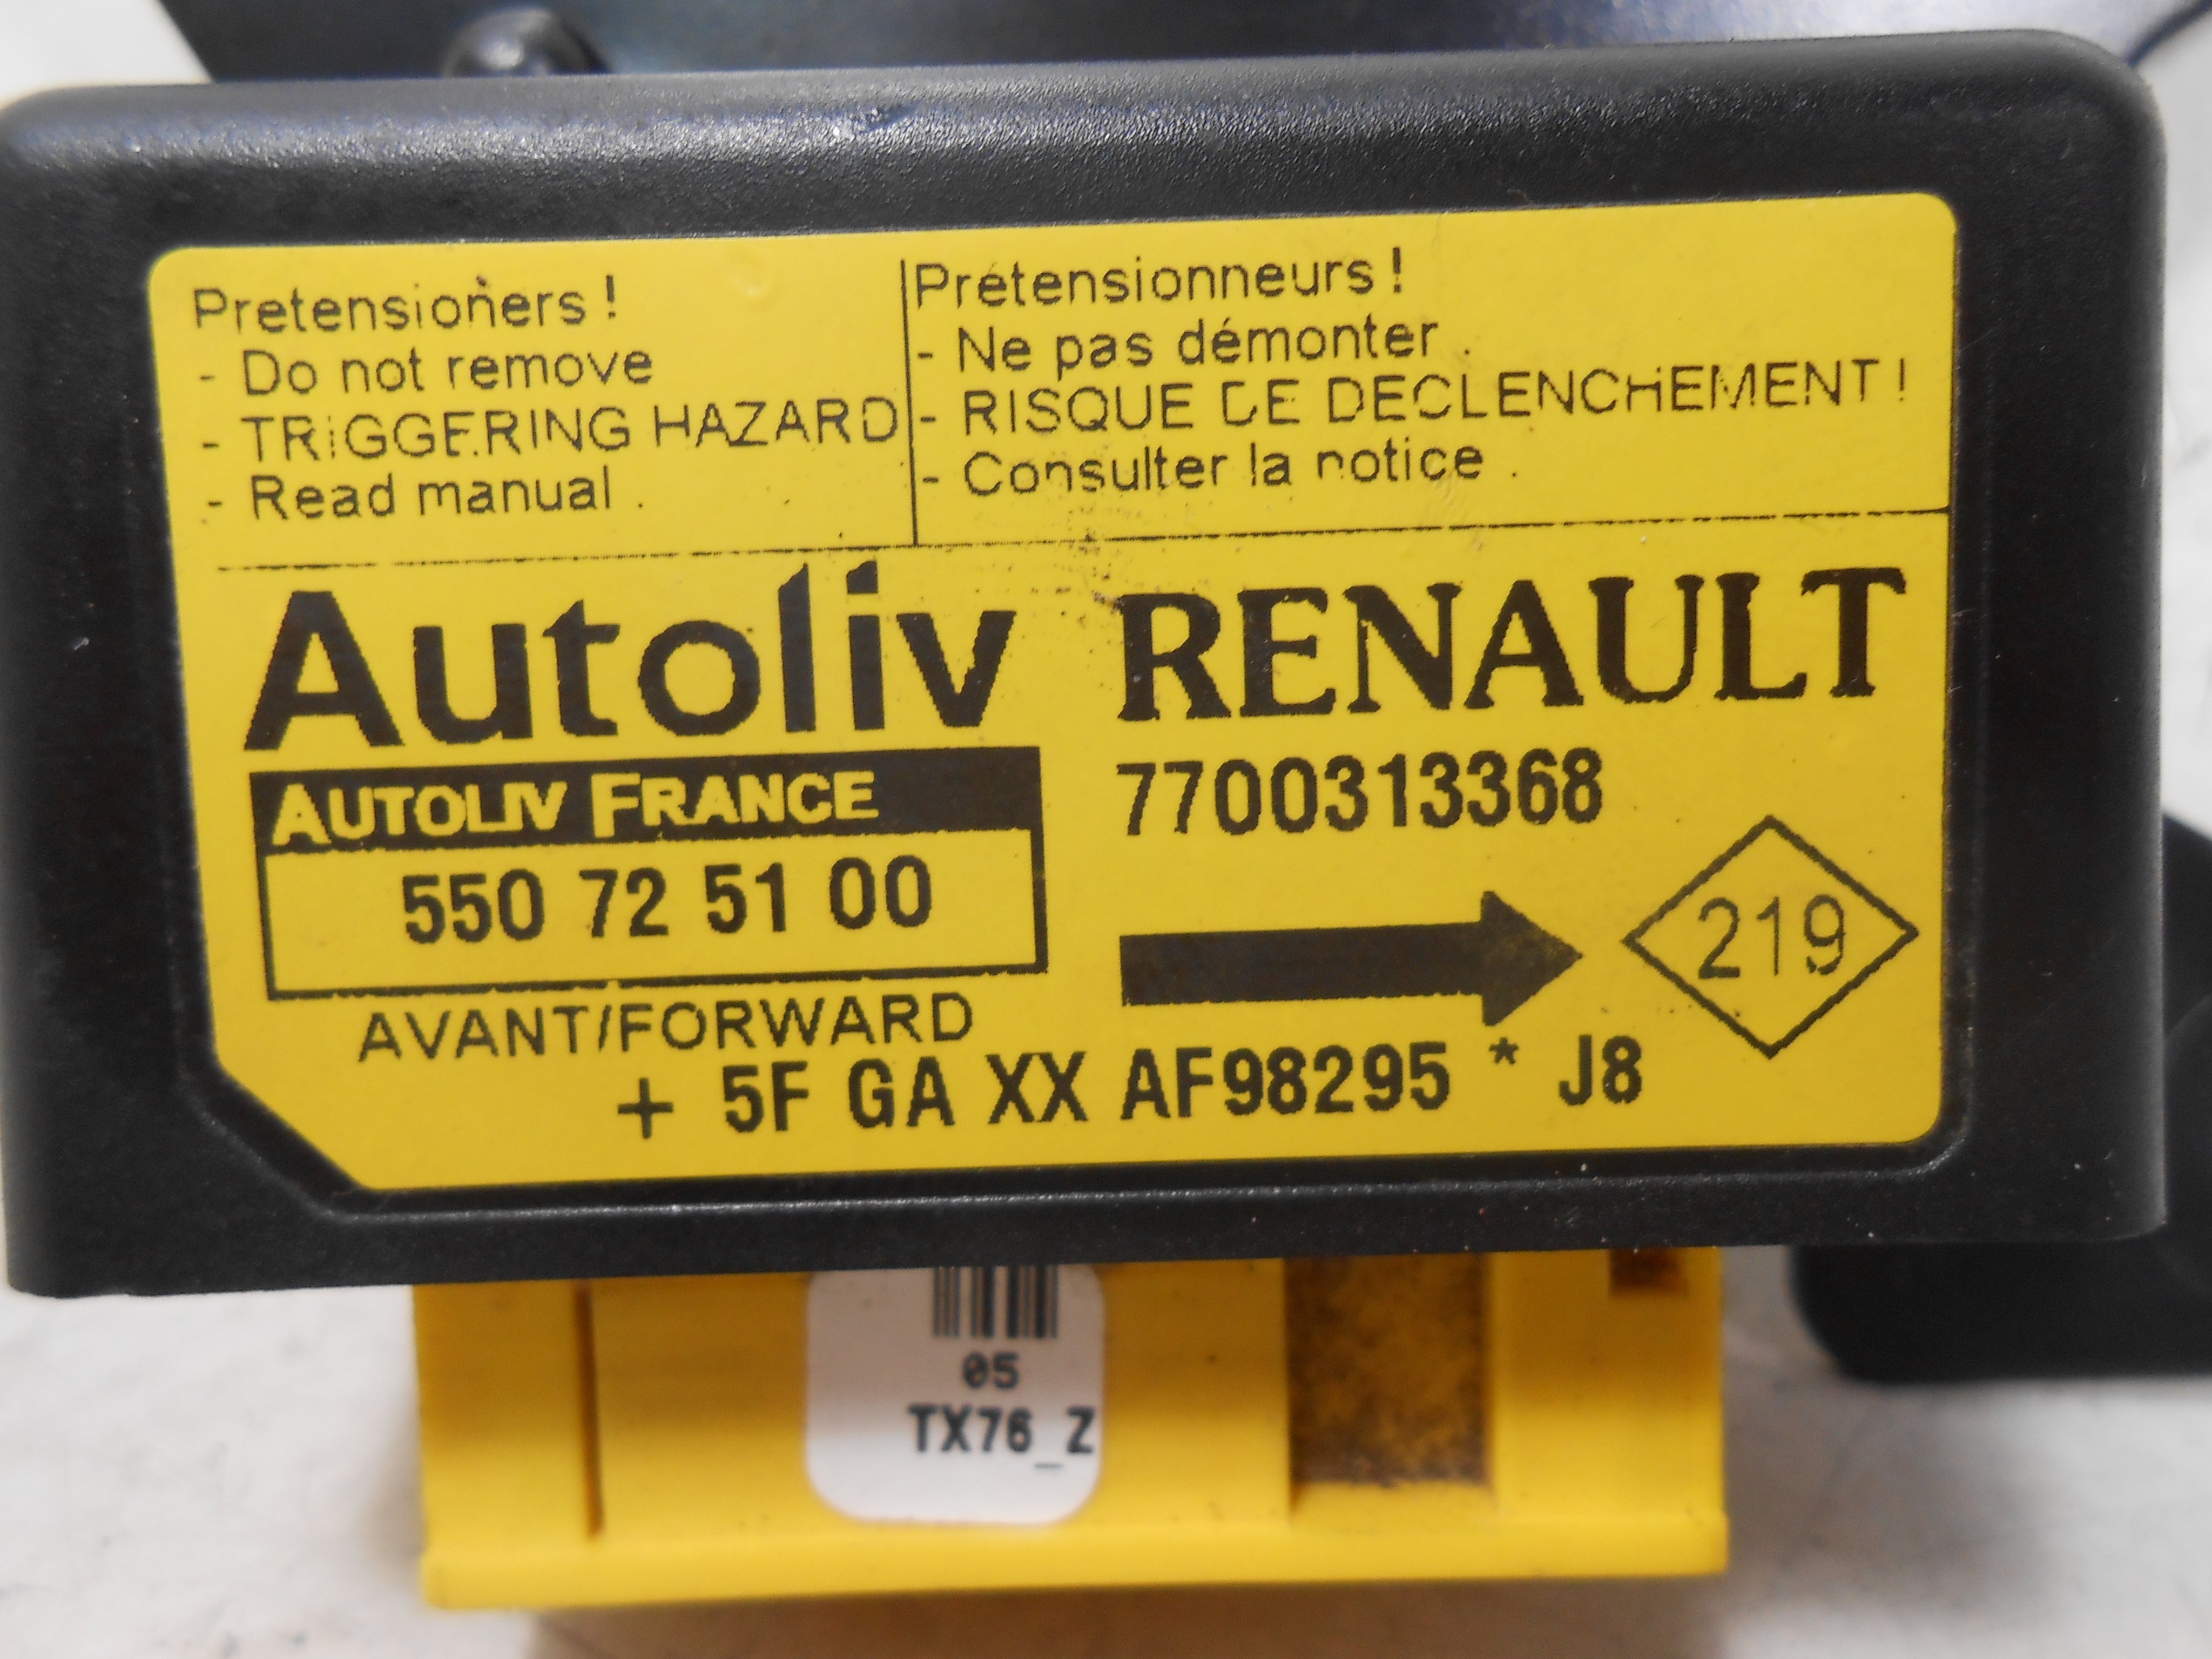 Pretensioners !
- Do not remove
- TRIGGERING HAZARD
- Read manual .
Prétensionneurs !
- Ne pas démonter .
- RISQUE DE DECLENCHEMENT !
- Consulter la notice .
Autoliv
RENAULT
AUTOLIV FRANCE
7700313368
550 72 51 00
219
AVANT/FORWARD
+ 5F GA XX AF98295 * J8
05
TX76_Z